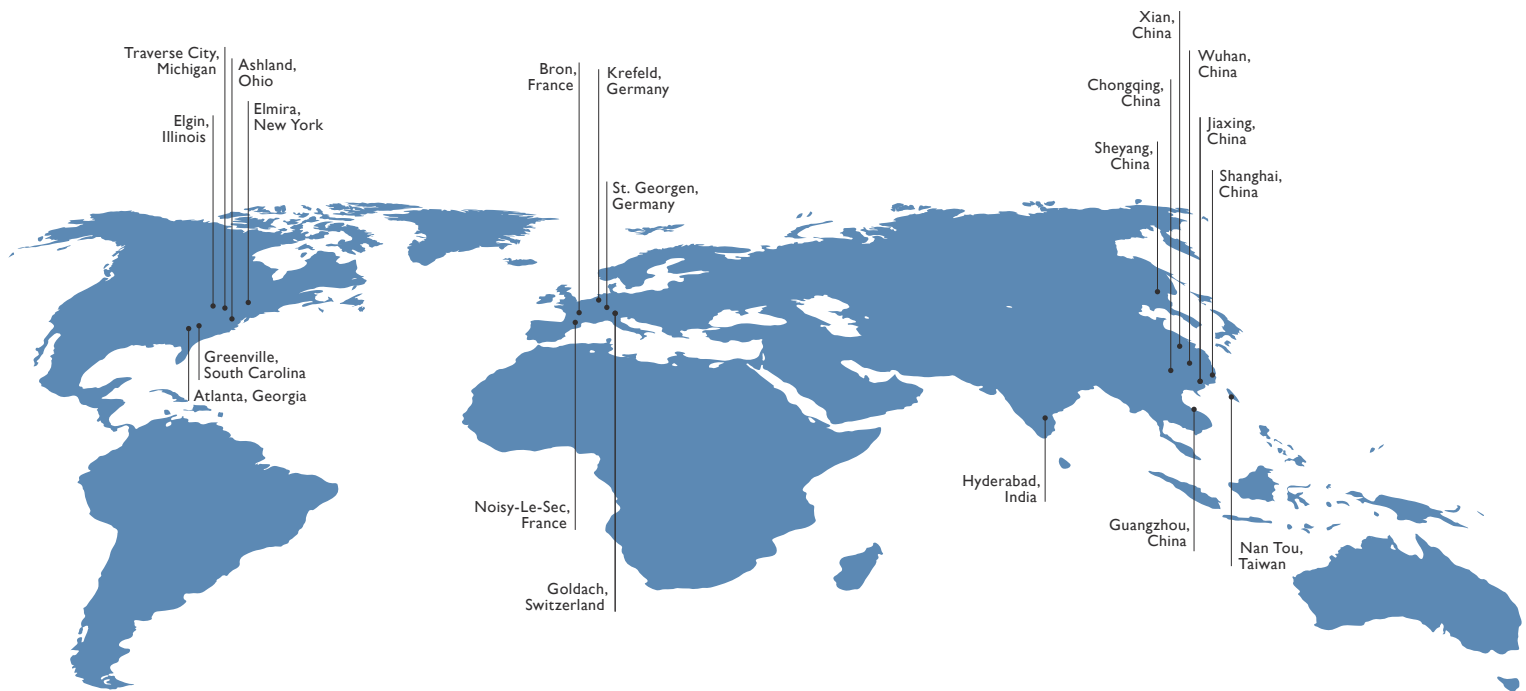 Traverse City,
Michigan
Ashland,
Ohio
Elgin,
Illinois
Elmira,
New York
Greenville,
South Carolina
Atlanta, Georgia
Bron,
France
Krefeld,
Germany
St. Georgen,
Germany
Noisy-Le-Sec,
France
Goldach,
Switzerland
Xian,
China
Wuhan,
China
Chongqing,
China
Jiaxing,
China
Sheyang,
China
Shanghai,
China
Hyderabad,
India
Guangzhou,
China
Nan Tou,
Taiwan